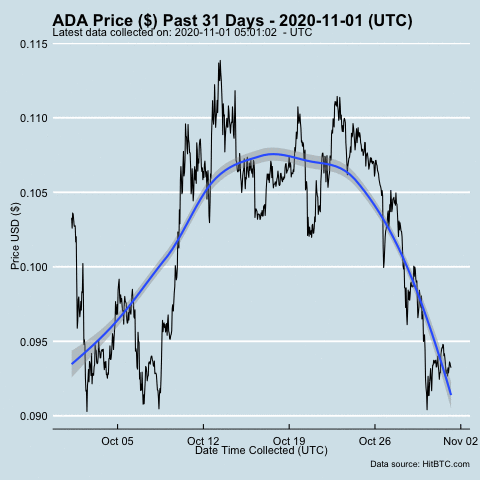 ADA Price ($) Past 31 Days - 2020-11-01 (UTC)
Latest data collected on: 2020-11-01 05:01:02 - UTC
0.115
0.110
0.105
0.100
0.095
0.090
Price USD ($)
Oct 05 Oct 12 Oct 19 Oct 26 Nov 02
Date Time Collected (UTC)
Data source: HitBTC.com